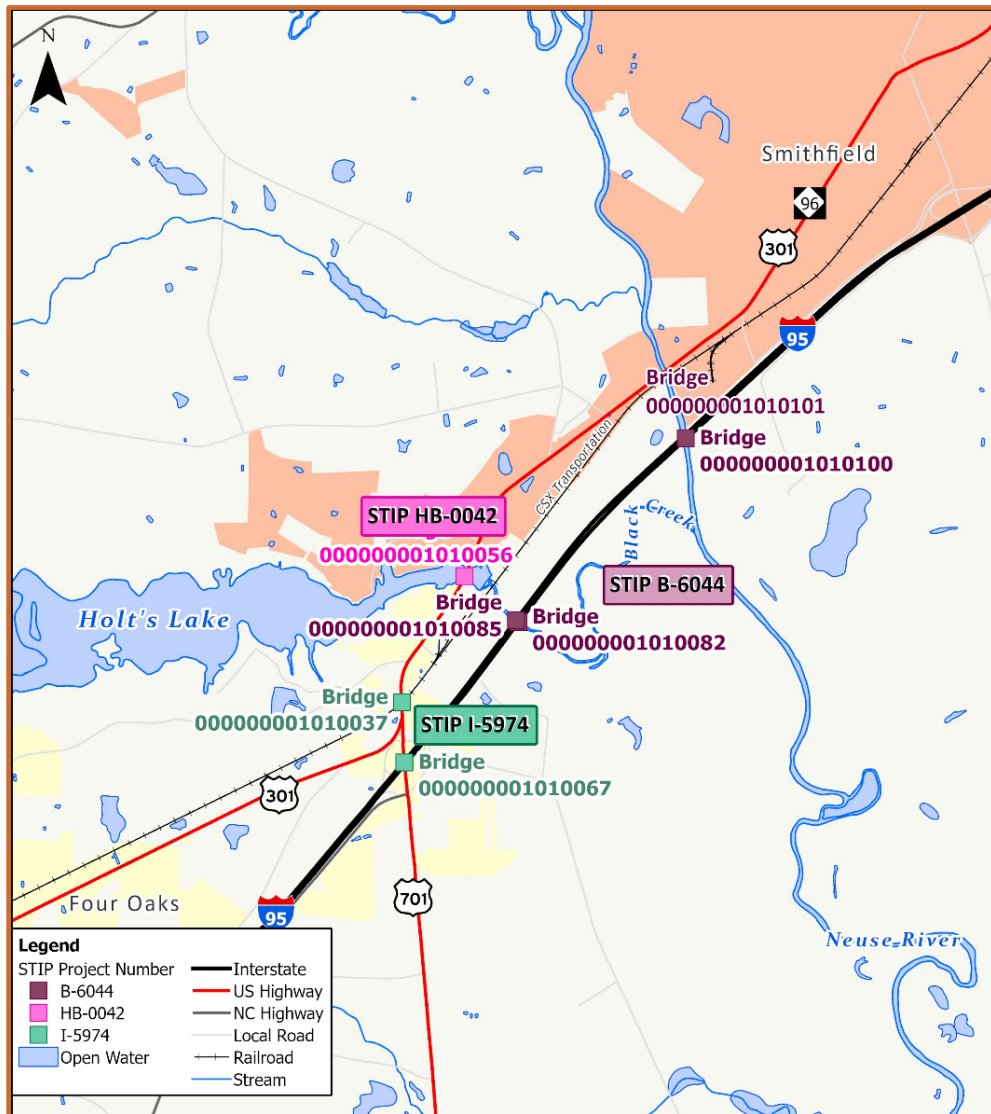 N
Smithfield
96
301
95
Bridge
000000001010101
Bridge
000000001010100
CSX Transportation
STIP HB-0042
000000001010056
Black Creek
STIP B-6044
Holt's Lake
Bridge
000000001010085
Bridge
000000001010082
Bridge
000000001010037
STIP I-5974
Bridge
000000001010067
301
701
Four Oaks
95
Neuse River
Legend
STIP Project Number
B-6044
HB-0042
I-5974
Open Water
Interstate
US Highway
NC Highway
Local Road
Railroad
Stream